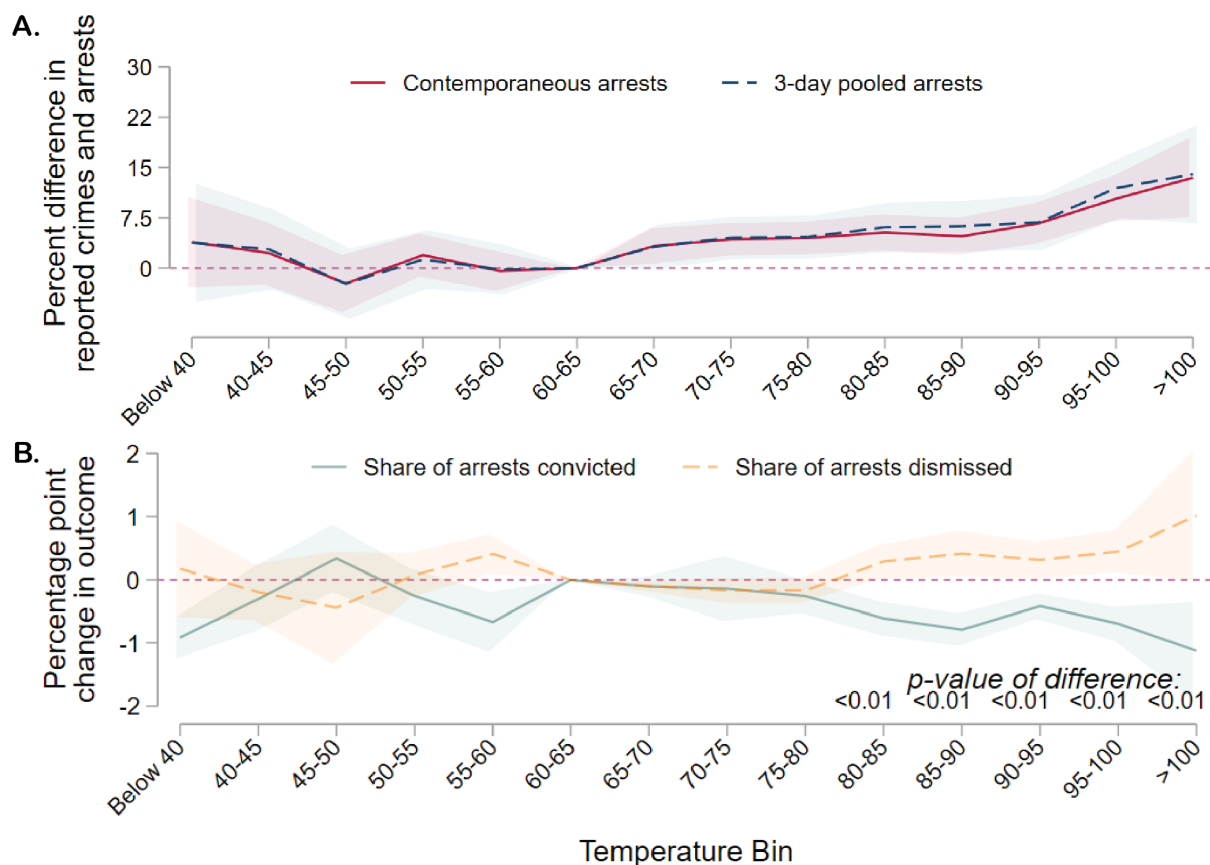 A.
Percent difference in
reported crimes and arrests
30
22
15
7.5
0
Contemporaneous arrests
3-day pooled arrests
Below 40
40-45
45-50
50-55
55-60
60-65
65-70
70-75
75-80
80-85
85-90
90-95
95-100
>100
B.
Percentage point
change in outcome
2
1
0
-1
-2
Share of arrests convicted
Share of arrests dismissed
p-value of difference:
<0.01 <0.01 <0.01 <0.01 <0.01
Below 40
40-45
45-50
50-55
55-60
60-65
65-70
70-75
75-80
80-85
85-90
90-95
95-100
>100
Temperature Bin